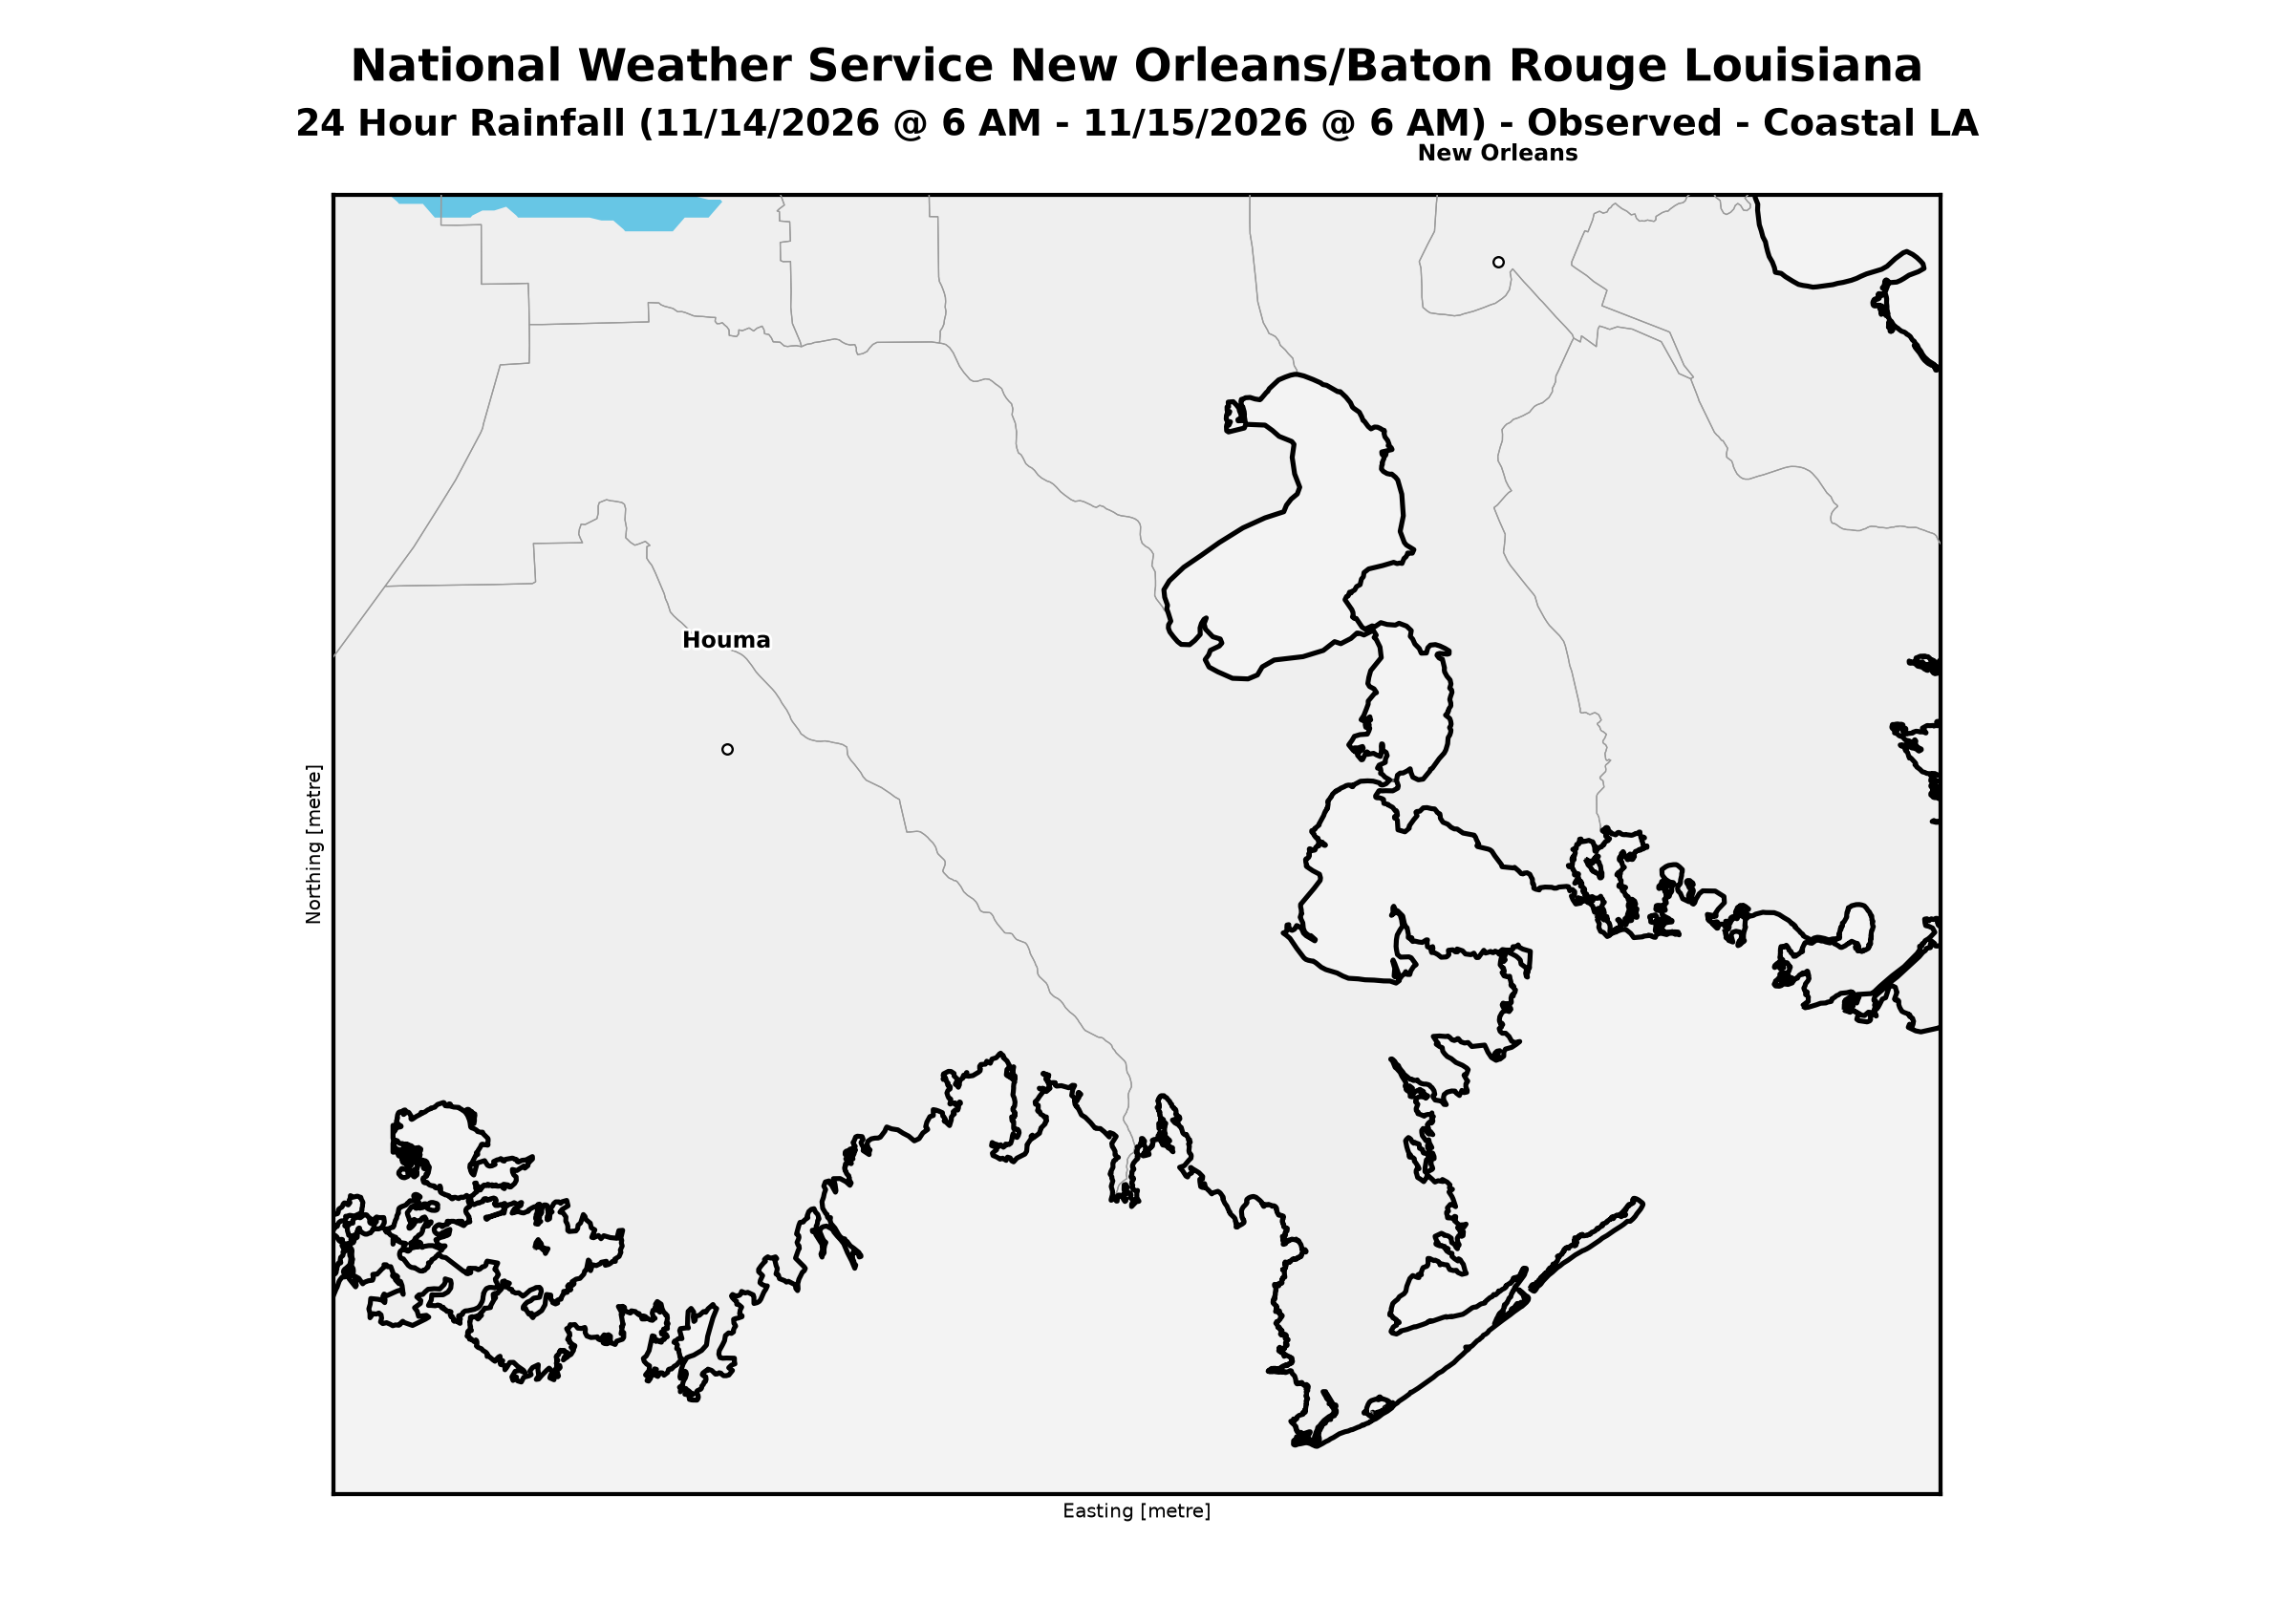 National Weather Service New Orleans/Baton Rouge Louisiana
24 Hour Rainfall (11/14/2026 @ 6 AM - 11/15/2026 @ 6 AM) - Observed - Coastal LA
New Orleans
Houma
Northing [metre]
Easting [metre]